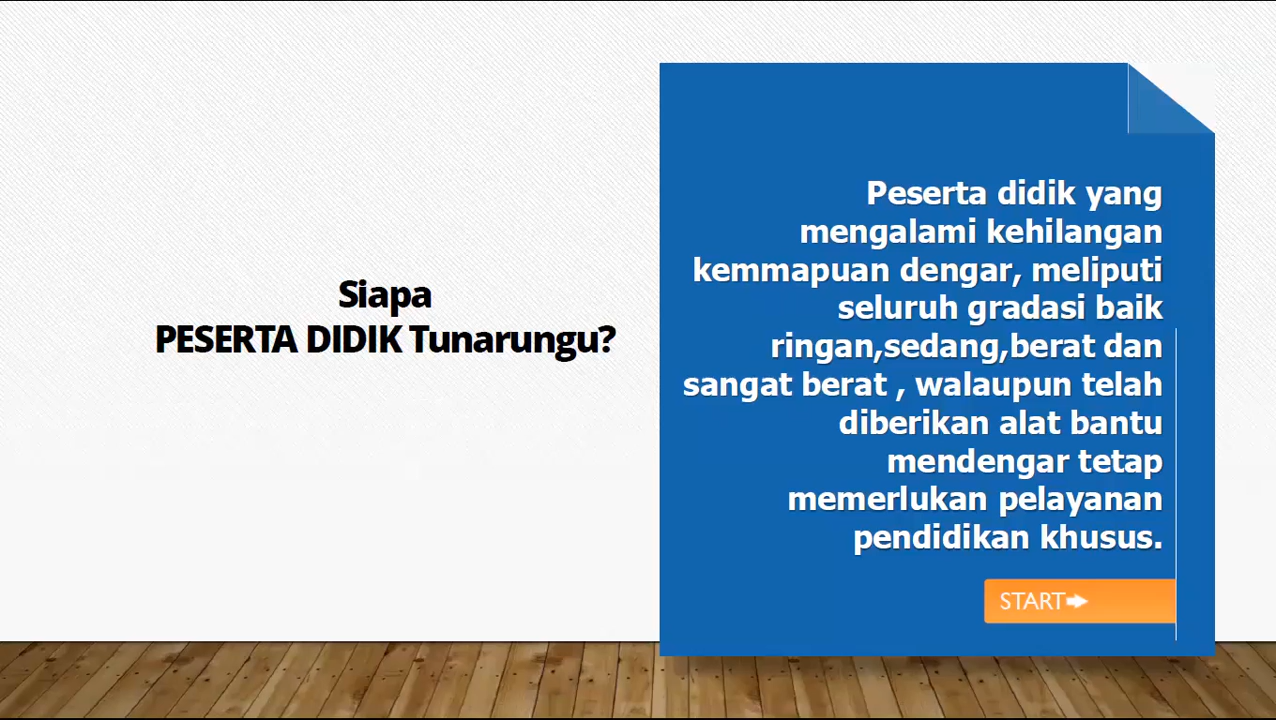 Siapa
PESERTA DIDIK Tunarungu?
Peserta didik yang
mengalami kehilangan
kemmapuan dengar, meliputi
seluruh gradasi baik
ringan,sedang,berat dan
sangat berat , walaupun telah
diberikan alat bantu
mendengar tetap
memerlukan pelayanan
pendidikan khusus.
START